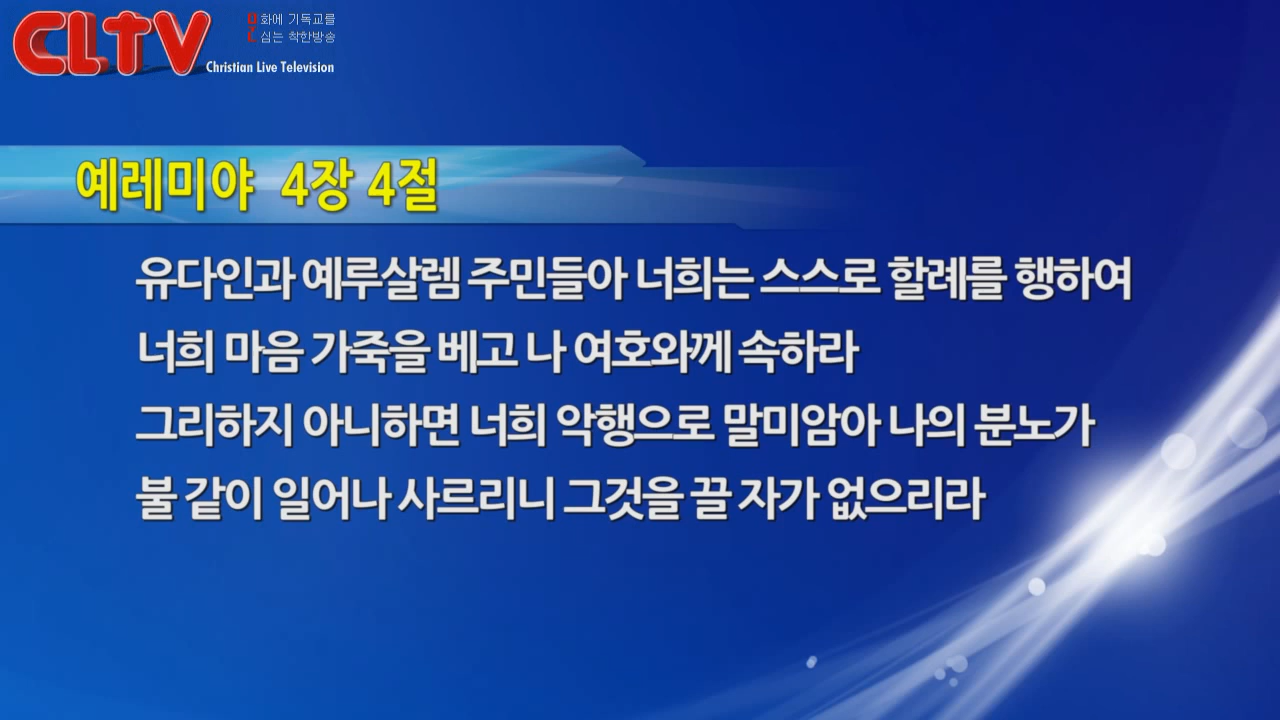 CLTV
문화에 기독교를
심는 착한방송
Christian Live Television
예레미야 4장 4절
유다인과 예루살렘 주민들아 너희는 스스로 할례를 행하여
너희 마음 가죽을 베고 나 여호와께 속하라
그리하지 아니하면 너희 악행으로 말미암아 나의 분노가
불 같이 일어나 사르리니 그것을 끌 자가 없으리라